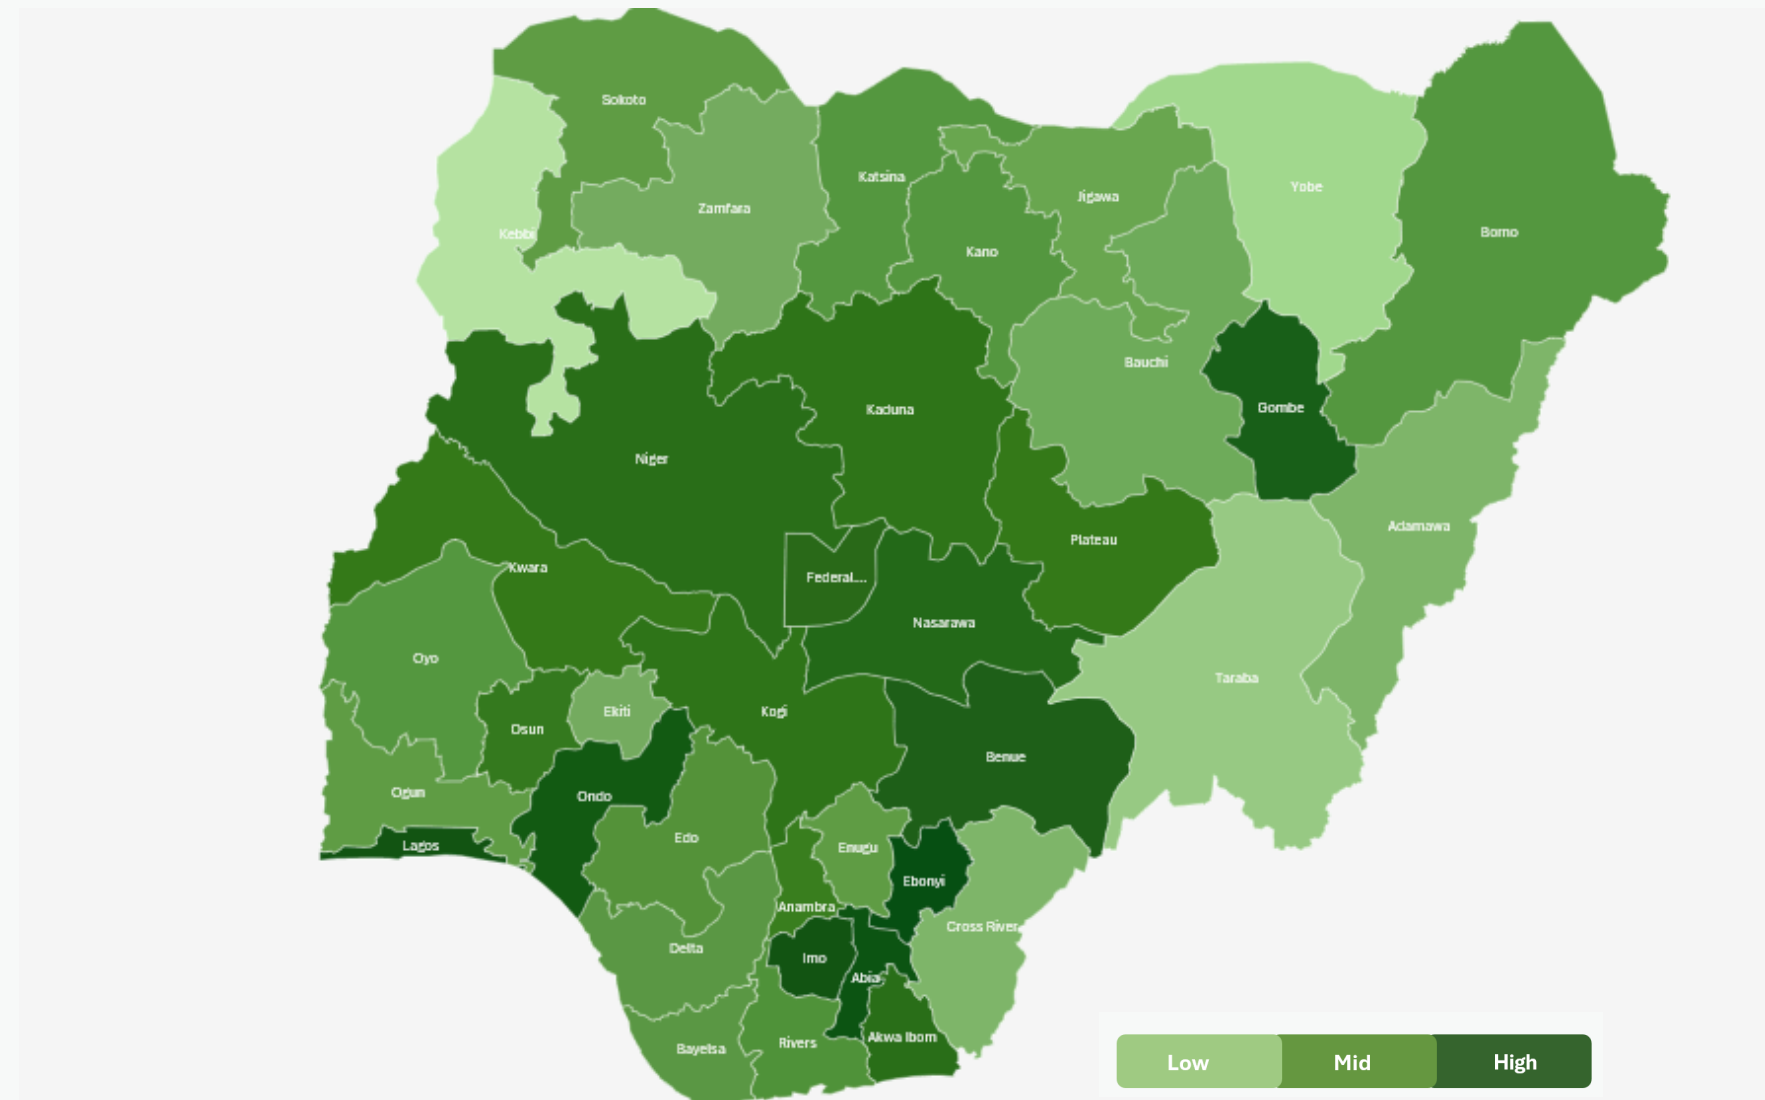 Sokoto
Katsina
Yobe
Jigawa
Zamfara
Borno
Kebbi
Kano
Bauchi
Gombe
Kaduna
Niger
Adamawa
Plateau
Kwara
Federal...
Nasarawa
Oyo
Taraba
Ekiti
Kogi
Osun
Benue
Ogun
Ondo
Edo
Lagos
Enugu
Ebonyi
Anambra
Cross River
Delta
Imo
Abia
Akwa Ibom
Rivers
Bayelsa
Low
Mid
High